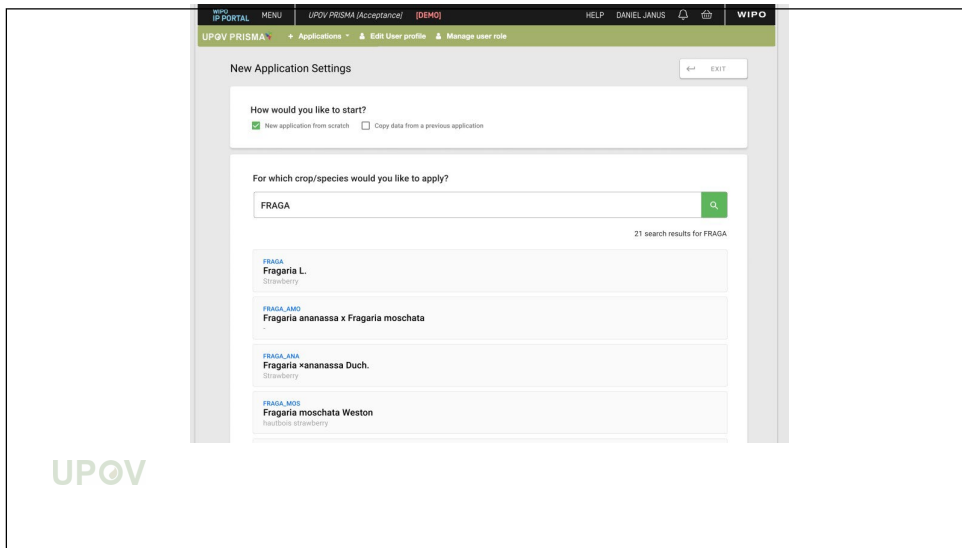 WIPO
IP PORTAL MENU UPOV PRISMA [Acceptance] [DEMO] HELP DANIEL JANUS WIPO
UPOV PRISMA + Applications Edit User profile Manage user role
New Application Settings
EXIT
How would you like to start?
New application from scratch Copy data from a previous application
For which crop/species would you like to apply?
FRAGA
21 search results for FRAGA
FRAGA
Fragaria L.
Strawberry
FRAGA_AMO
Fragaria ananassa x Fragaria moschata
-
FRAGA_ANA
Fragaria ×ananassa Duch.
Strawberry
FRAGA_MOS
Fragaria moschata Weston
hautbois strawberry
UPOV